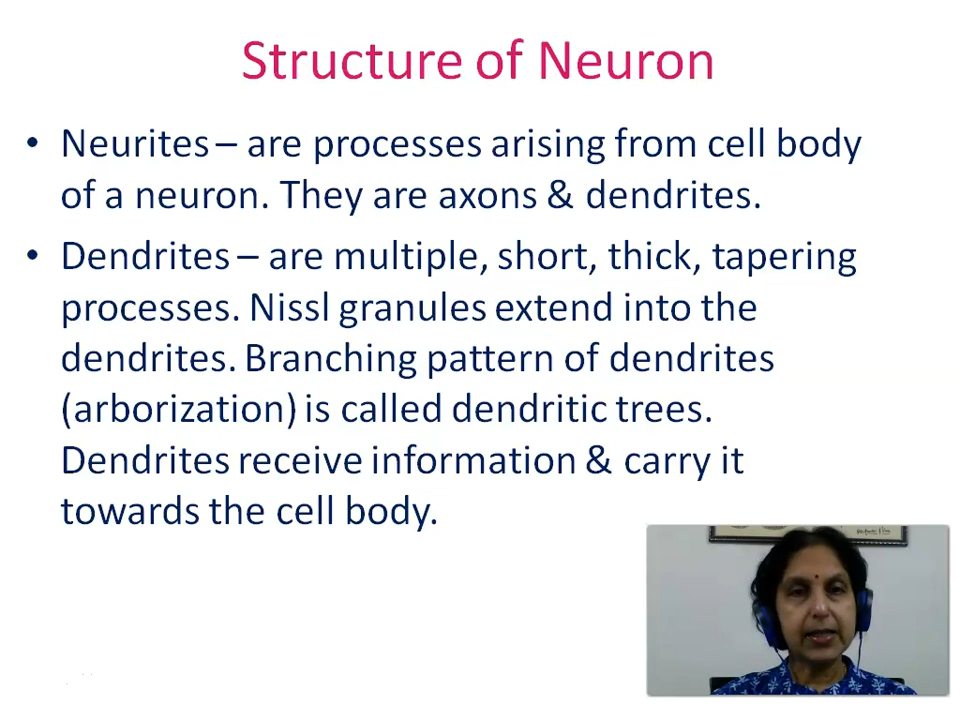 Structure of Neuron
• Neurites – are processes arising from cell body
of a neuron. They are axons & dendrites.
• Dendrites – are multiple, short, thick, tapering
processes. Nissl granules extend into the
dendrites. Branching pattern of dendrites
(arborization) is called dendritic trees.
Dendrites receive information & carry it
towards the cell body.